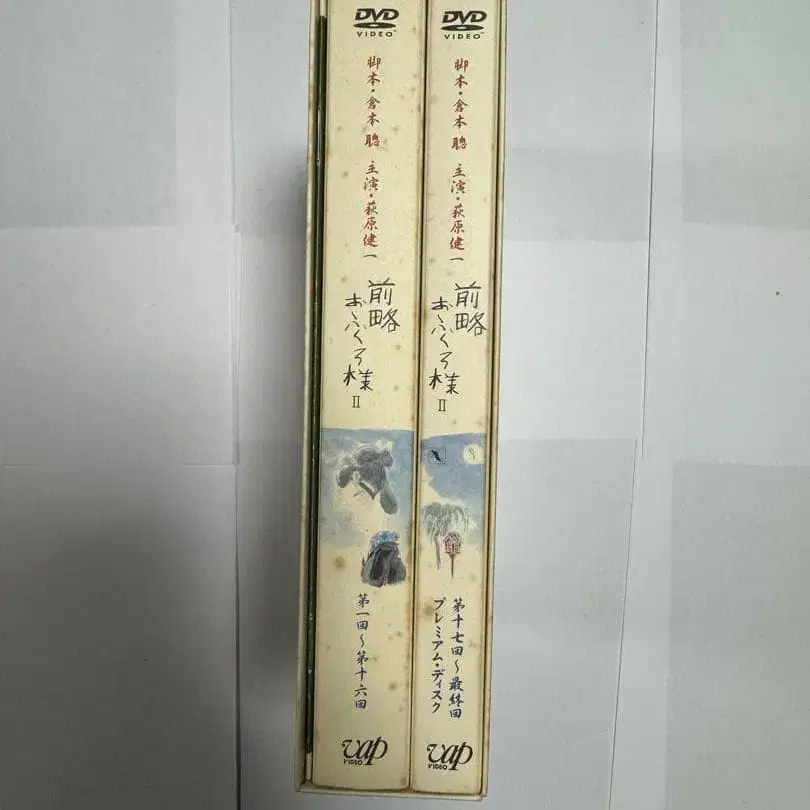 DVD
VIDEO
脚本・倉本 聰 主演・萩原健一
前略
おふくろ様
II
第一回～第十六回
vap
VIDEO
DVD
VIDEO
脚本・倉本 聰 主演・萩原健一
前略
おふくろ様
II
第十七回～最終回
プレミアム・ディスク
vap
VIDEO